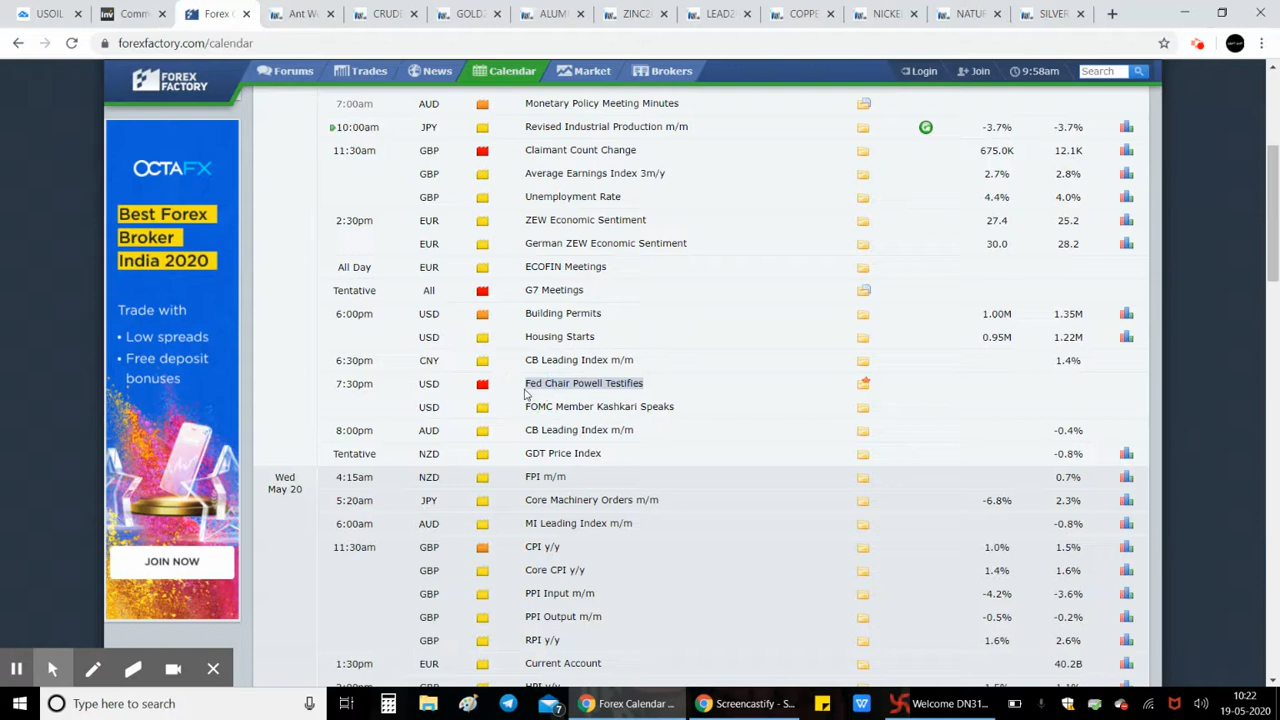 USOIL
Comm
Forex C
Ant We
CRUDE
GOLD2
ALUM
ZINC2
LEAD2
COPPE
NICKE
NATUR
SILVER
forexfactory.com/calendar
FOREX FACTORY
Forums
Trades
News
Calendar
Market
Brokers
Login
Join
9:58am
Search
OCTAFX
Best Forex
Broker
India 2020
Trade with
• Low spreads
• Free deposit
bonuses
JOIN NOW
7:00am AUD Monetary Policy Meeting Minutes
10:00am JPY Revised Industrial Production m/m -3.7% -3.7%
11:30am GBP Claimant Count Change 675.0K 12.1K
GBP Average Earnings Index 3m/y 2.7% 2.8%
GBP Unemployment Rate 4.4% 4.0%
2:30pm EUR ZEW Economic Sentiment 27.4 25.2
EUR German ZEW Economic Sentiment 30.0 28.2
All Day EUR ECOFIN Meetings
Tentative All G7 Meetings
6:00pm USD Building Permits 1.00M 1.35M
USD Housing Starts 0.95M 1.22M
6:30pm CNY CB Leading Index m/m 1.4%
7:30pm USD Fed Chair Powell Testifies
USD FOMC Member Kashkari Speaks
8:00pm AUD CB Leading Index m/m -0.4%
Tentative NZD GDT Price Index -0.8%
Wed May 20 4:15am NZD FPI m/m 0.7%
5:20am JPY Core Machinery Orders m/m -6.8% 2.3%
6:00am AUD MI Leading Index m/m -0.8%
11:30am GBP CPI y/y 1.0% 1.5%
GBP Core CPI y/y 1.4% 1.6%
GBP PPI Input m/m -4.2% -3.6%
GBP PPI Output m/m -0.5% -0.2%
GBP RPI y/y 1.6% 2.6%
1:30pm EUR Current Account 40.2B
Type here to search
Forex Calendar ...
Screencastify - S...
Welcome DN31...
10:22
19-05-2020